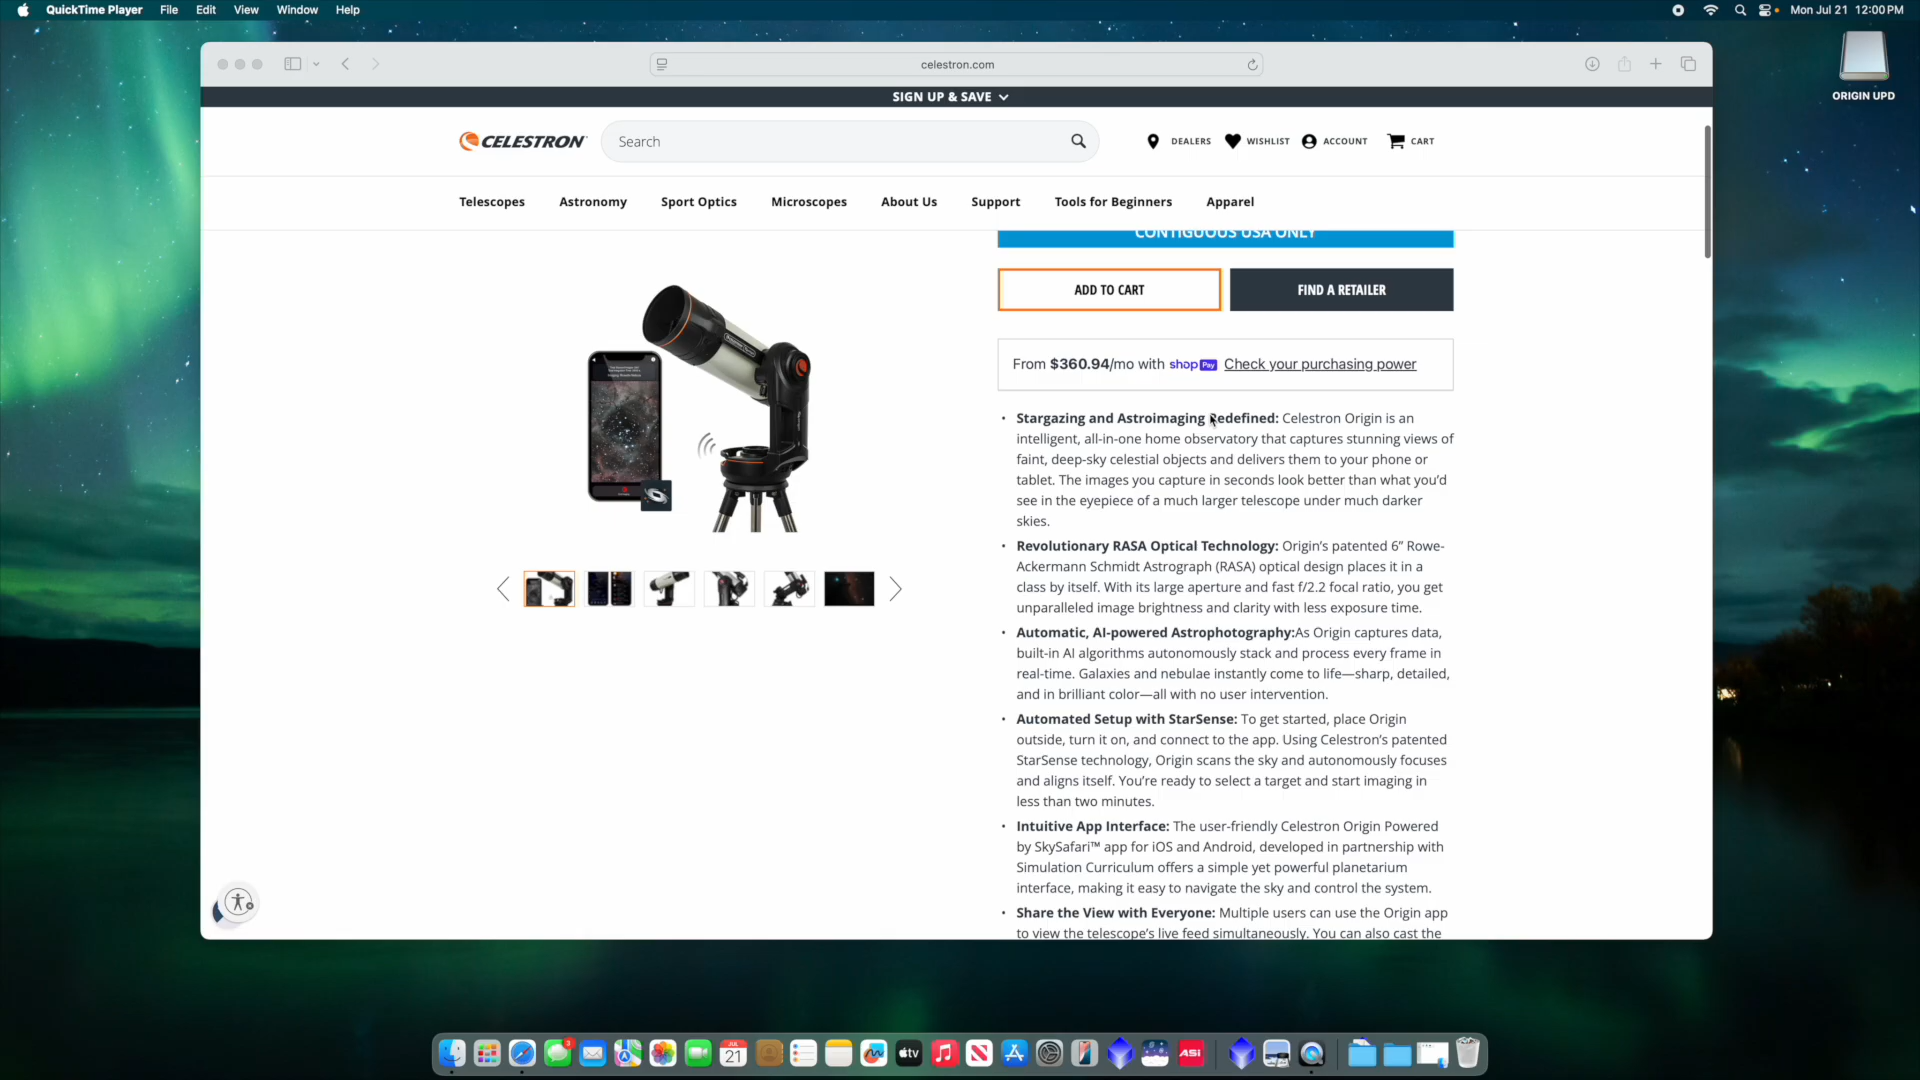 QuickTime Player File Edit View Window Help
Mon Jul 21 12:00 PM
celestron.com
ORIGIN UPD
SIGN UP & SAVE
CELESTRON
Search
DEALERS WISHLIST ACCOUNT CART
Telescopes Astronomy Sport Optics Microscopes About Us Support Tools for Beginners Apparel
CONTIGUOUS USA ONLY
ADD TO CART
FIND A RETAILER
From $360.94/mo with shop Pay Check your purchasing power
• Stargazing and Astroimaging Redefined: Celestron Origin is an
intelligent, all-in-one home observatory that captures stunning views of
faint, deep-sky celestial objects and delivers them to your phone or
tablet. The images you capture in seconds look better than what you'd
see in the eyepiece of a much larger telescope under much darker
skies.
• Revolutionary RASA Optical Technology: Origin's patented 6" Rowe-
Ackermann Schmidt Astrograph (RASA) optical design places it in a
class by itself. With its large aperture and fast f/2.2 focal ratio, you get
unparalleled image brightness and clarity with less exposure time.
• Automatic, AI-powered Astrophotography:As Origin captures data,
built-in AI algorithms autonomously stack and process every frame in
real-time. Galaxies and nebulae instantly come to life—sharp, detailed,
and in brilliant color—all with no user intervention.
• Automated Setup with StarSense: To get started, place Origin
outside, turn it on, and connect to the app. Using Celestron's patented
StarSense technology, Origin scans the sky and autonomously focuses
and aligns itself. You're ready to select a target and start imaging in
less than two minutes.
• Intuitive App Interface: The user-friendly Celestron Origin Powered
by SkySafari™ app for iOS and Android, developed in partnership with
Simulation Curriculum offers a simple yet powerful planetarium
interface, making it easy to navigate the sky and control the system.
• Share the View with Everyone: Multiple users can use the Origin app
to view the telescope's live feed simultaneously. You can also cast the
3
JUL
21
tv
ASI